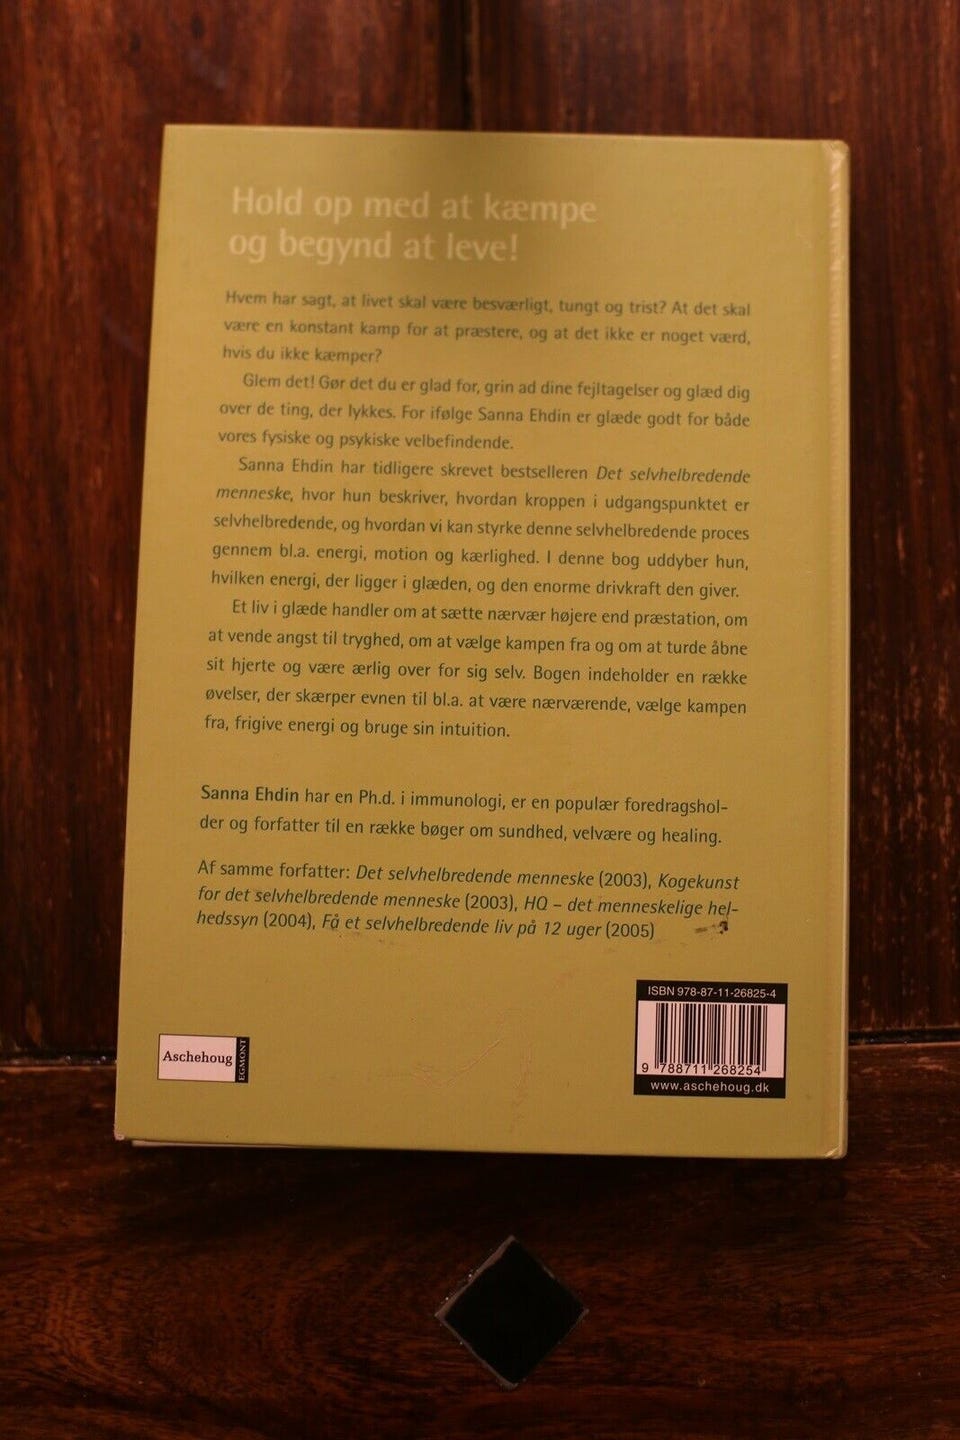 Hold op med at kæmpe
og begynd at leve!
Hvem har sagt, at livet skal være besværligt, tungt og trist? At det skal
være en konstant kamp for at præstere, og at det ikke er noget værd,
hvis du ikke kæmper?
Glem det! Gør det du er glad for, grin ad dine fejltagelser og glæd dig
over de ting, der lykkes. For ifølge Sanna Ehdin er glæde godt for både
vores fysiske og psykiske velbefindende.
Sanna Ehdin har tidligere skrevet bestselleren Det selvhelbredende
menneske, hvor hun beskriver, hvordan kroppen i udgangspunktet er
selvhelbredende, og hvordan vi kan styrke denne selvhelbredende proces
gennem bl.a. energi, motion og kærlighed. I denne bog uddyber hun,
hvilken energi, der ligger i glæden, og den enorme drivkraft den giver.
Et liv i glæde handler om at sætte nærvær højere end præstation, om
at vende angst til tryghed, om at vælge kampen fra og om at turde åbne
sit hjerte og være ærlig over for sig selv. Bogen indeholder en række
øvelser, der skærper evnen til bl.a. at være nærværende, vælge kampen
fra, frigive energi og bruge sin intuition.
Sanna Ehdin har en Ph.d. i immunologi, er en populær foredragshol-
der og forfatter til en række bøger om sundhed, velvære og healing.
Af samme forfatter: Det selvhelbredende menneske (2003), Kogekunst
for det selvhelbredende menneske (2003), HQ – det menneskelige hel-
hedssyn (2004), Få et selvhelbredende liv på 12 uger (2005)
ISBN 978-87-11-26825-4
9 788711 268254
www.aschehoug.dk
Aschehoug
EGMONT